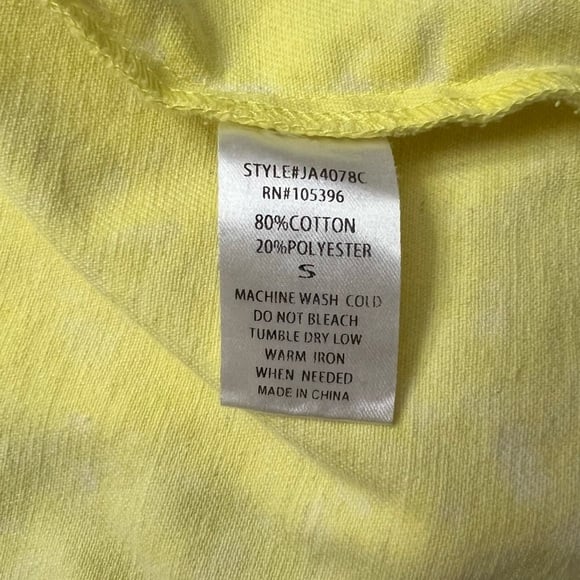 STYLE#JA4078C
RN#105396
80%COTTON
20%POLYESTER
S
MACHINE WASH COLD
DO NOT BLEACH
TUMBLE DRY LOW
WARM IRON
WHEN NEEDED
MADE IN CHINA